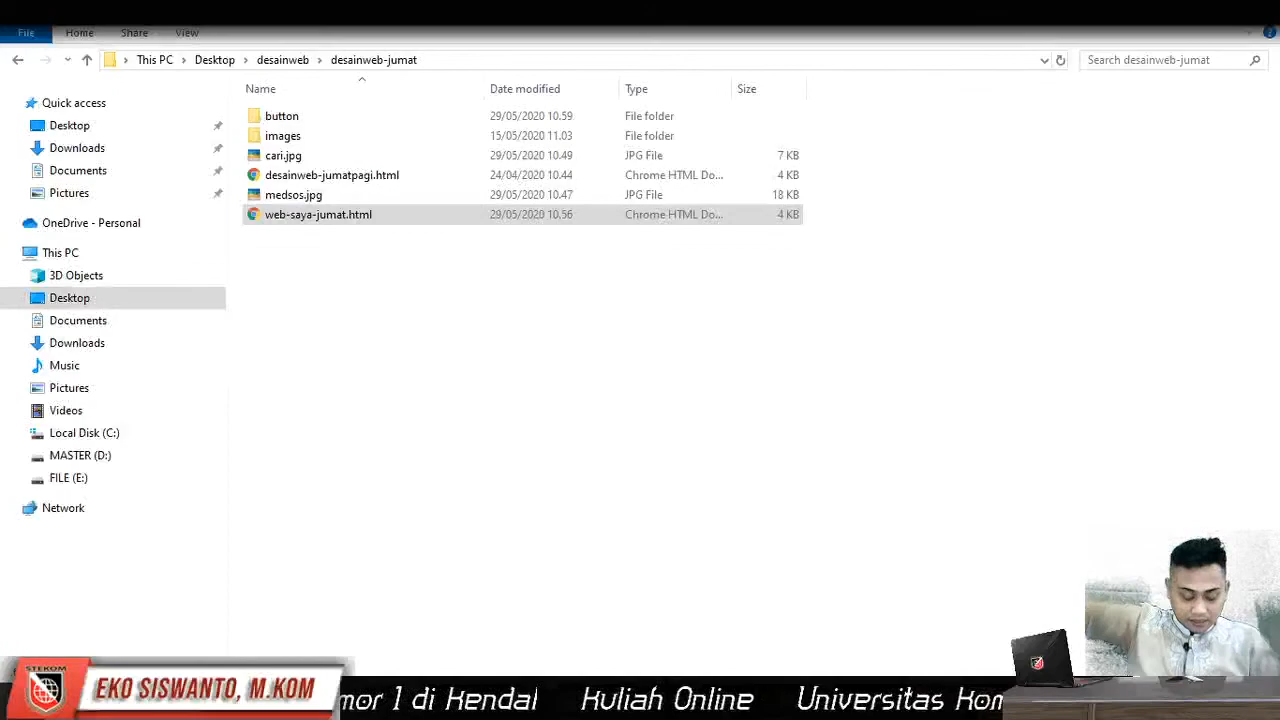 File Home Share View
This PC Desktop desainweb desainweb-jumat Search desainweb-jumat
Name Date modified Type Size
Quick access
Desktop
Downloads
Documents
Pictures
OneDrive - Personal
This PC
3D Objects
Desktop
Documents
Downloads
Music
Pictures
Videos
Local Disk (C:)
MASTER (D:)
FILE (E:)
Network
button 29/05/2020 10.59 File folder
images 15/05/2020 11.03 File folder
cari.jpg 29/05/2020 10.49 JPG File 7 KB
desainweb-jumatpagi.html 24/04/2020 10.44 Chrome HTML Do... 4 KB
medsos.jpg 29/05/2020 10.47 JPG File 18 KB
web-saya-jumat.html 29/05/2020 10.56 Chrome HTML Do... 4 KB
STEKOM
EKO SISWANTO, M.KOM
mor 1 di Kendal Kuliah Online Universitas Kom